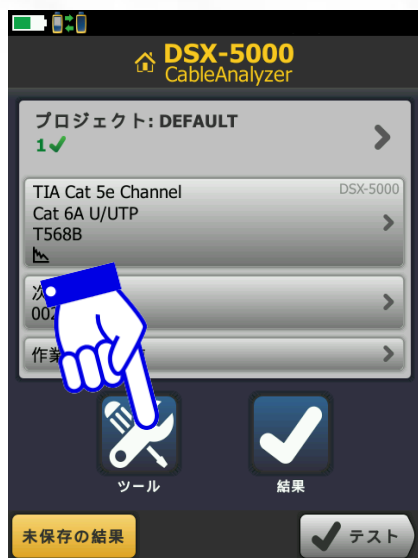 DSX-5000
CableAnalyzer
プロジェクト: DEFAULT
1
TIA Cat 5e Channel
DSX-5000
Cat 6A U/UTP
T568B
次
002
作業
ツール
結果
未保存の結果
テスト